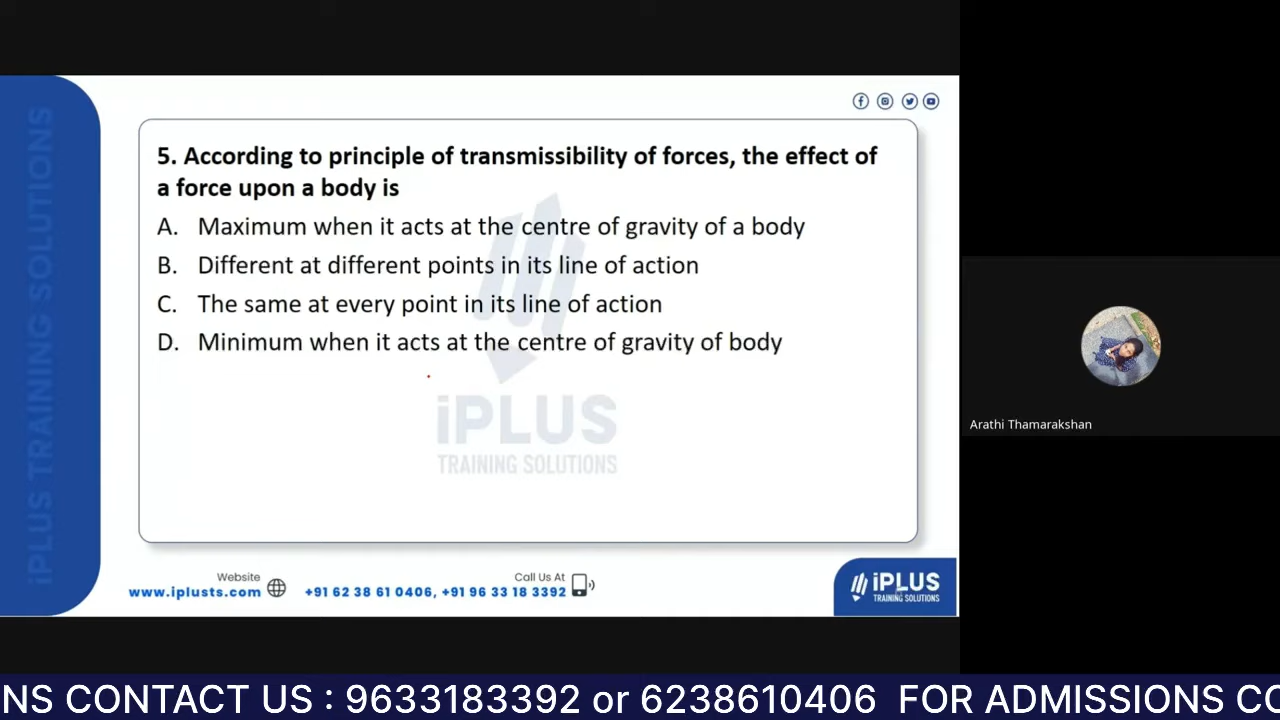 iPLUS TRAINING SOLUTIONS
5. According to principle of transmissibility of forces, the effect of
a force upon a body is
A. Maximum when it acts at the centre of gravity of a body
B. Different at different points in its line of action
C. The same at every point in its line of action
D. Minimum when it acts at the centre of gravity of body
iPLUS
TRAINING SOLUTIONS
Arathi Thamarakshan
Website
www.iplusts.com
Call Us At
+91 62 38 61 0406, +91 96 33 18 3392
iPLUS
TRAINING SOLUTIONS
NS CONTACT US : 9633183392 or 6238610406 FOR ADMISSIONS CO